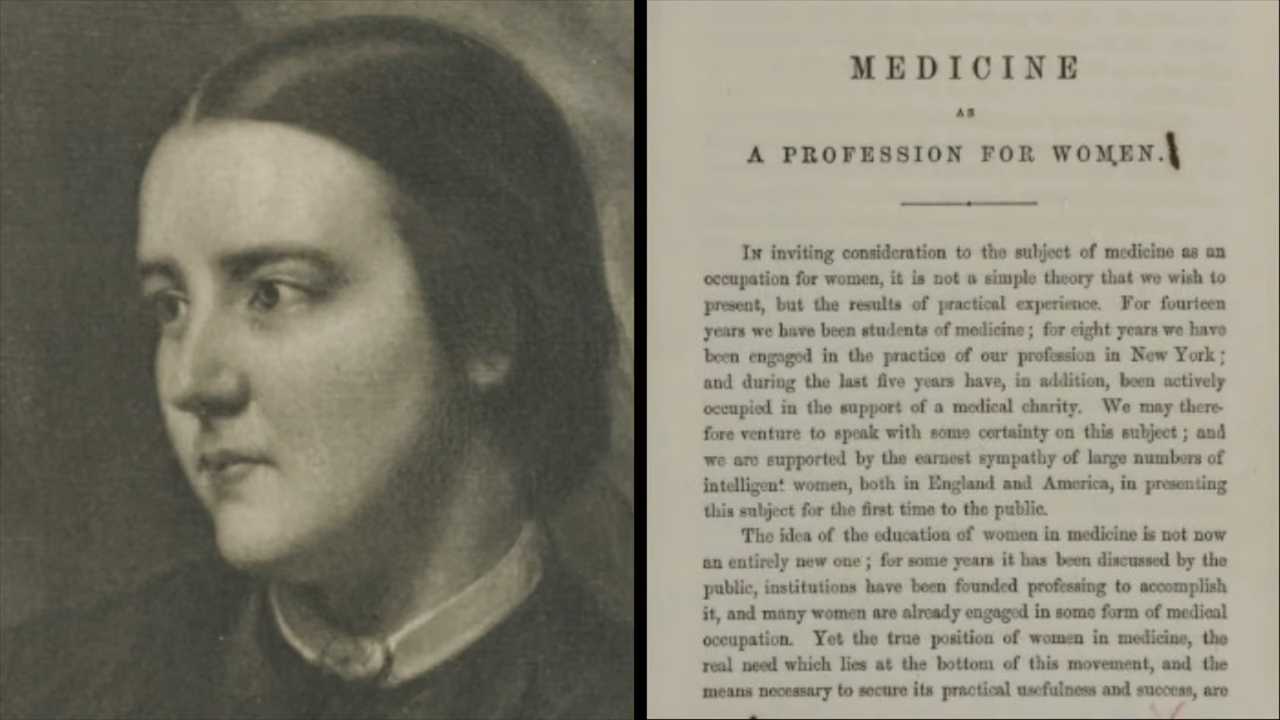 MEDICINE
AS
A PROFESSION FOR WOMEN.
In inviting consideration to the subject of medicine as an
occupation for women, it is not a simple theory that we wish to
present, but the results of practical experience. For fourteen
years we have been students of medicine; for eight years we have
been engaged in the practice of our profession in New York;
and during the last five years have, in addition, been actively
occupied in the support of a medical charity. We may there-
fore venture to speak with some certainty on this subject; and
we are supported by the earnest sympathy of large numbers of
intelligent women, both in England and America, in presenting
this subject for the first time to the public.
The idea of the education of women in medicine is not now
an entirely new one; for some years it has been discussed by the
public, institutions have been founded professing to accomplish
it, and many women are already engaged in some form of medical
occupation. Yet the true position of women in medicine, the
real need which lies at the bottom of this movement, and the
means necessary to secure its practical usefulness and success, are